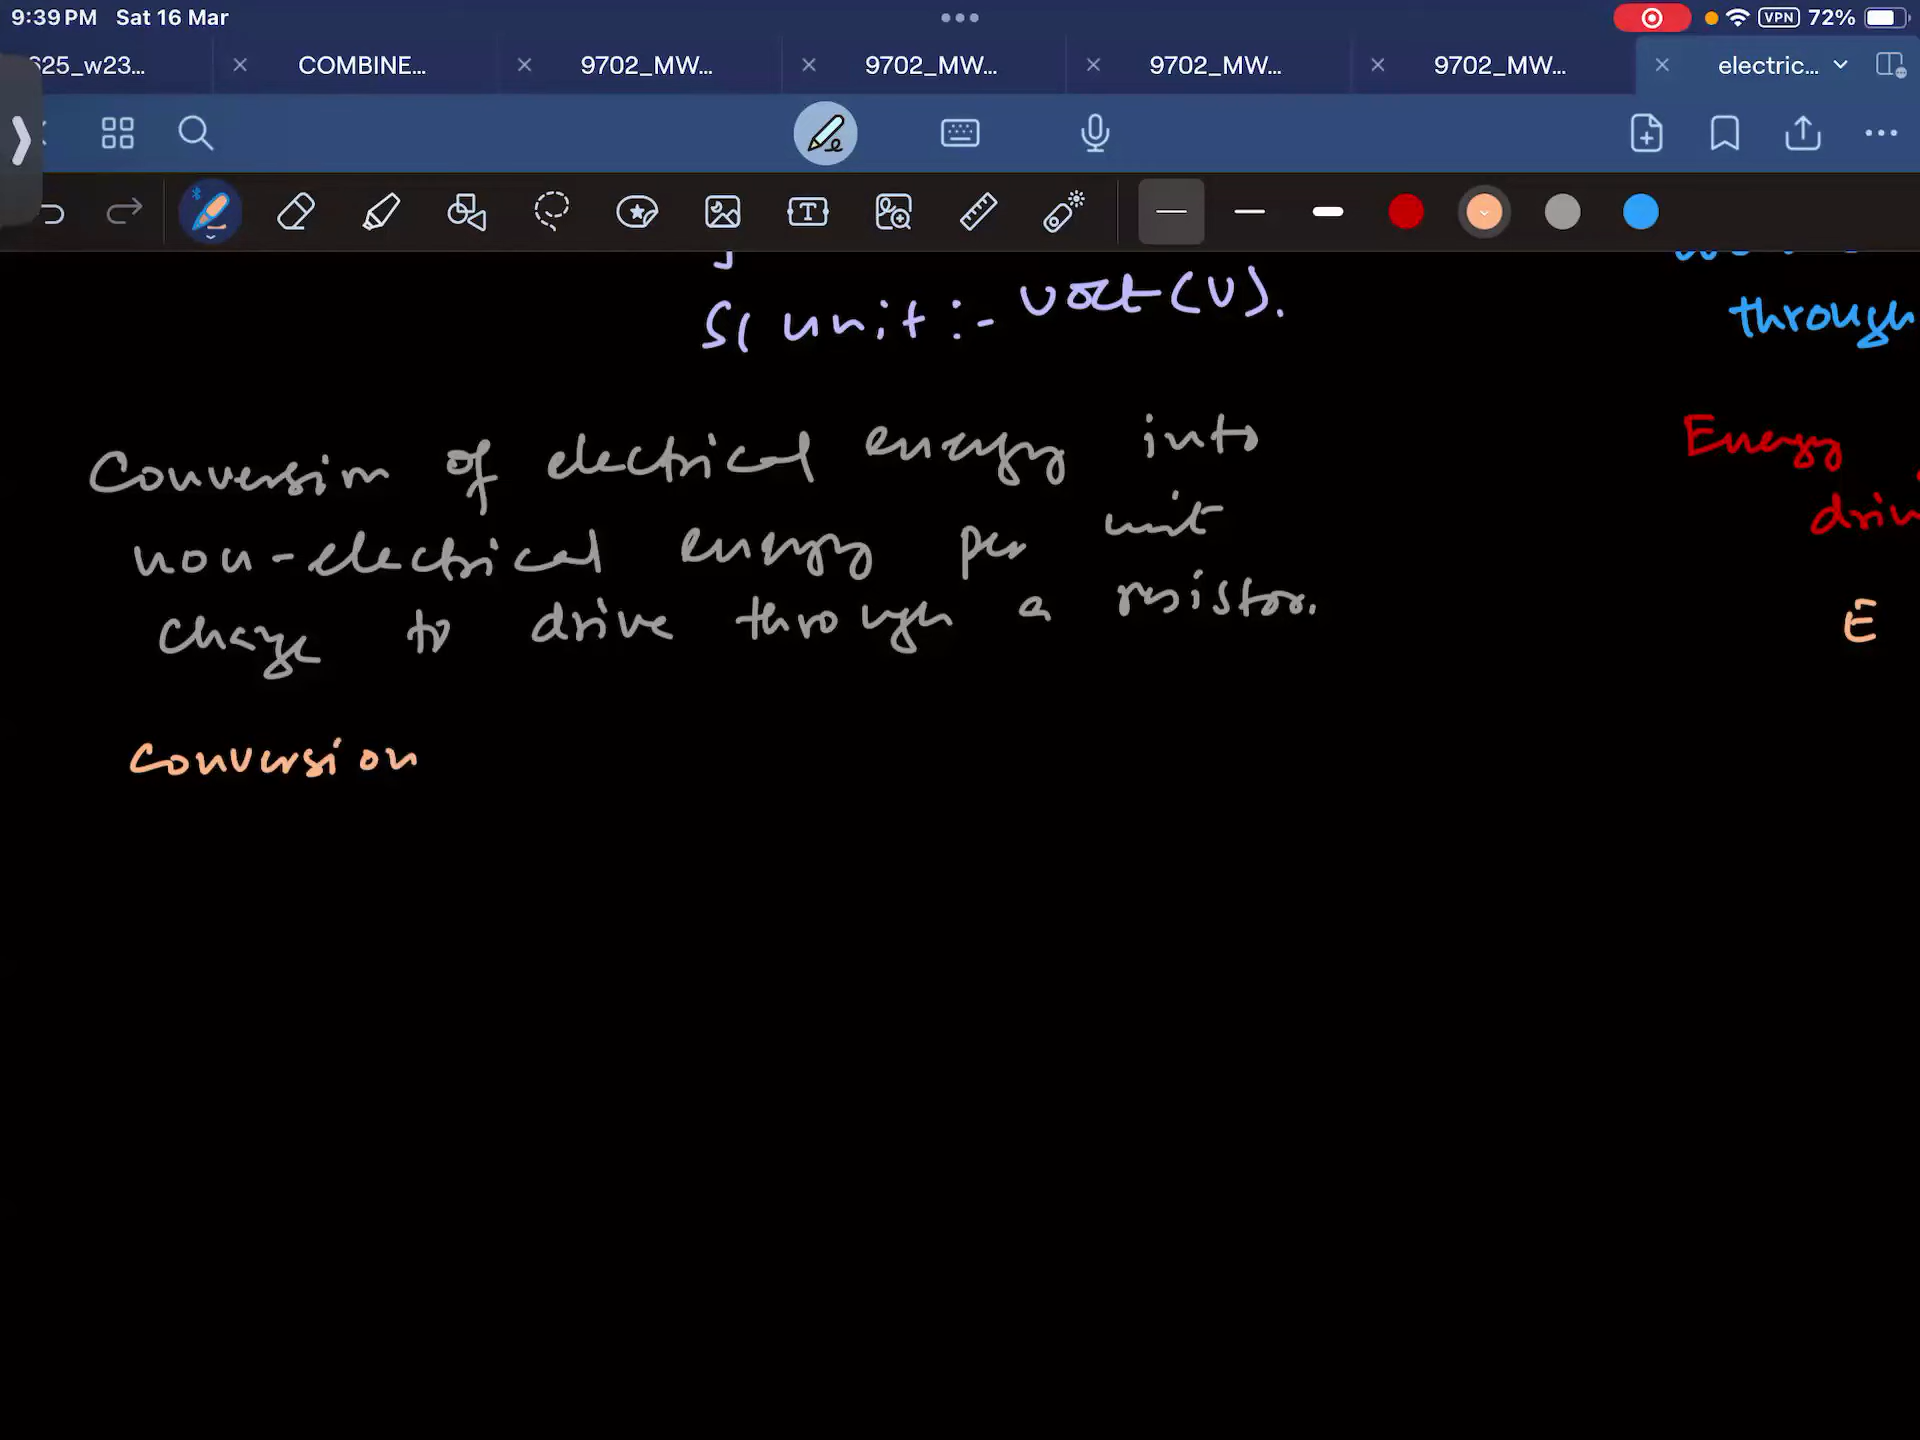 9:39 PM Sat 16 Mar
VPN 72%
625_w23... COMBINE... 9702_MW... 9702_MW... 9702_MW... 9702_MW... electric...
SI unit :- volt (V).
through
Conversion of electrical energy into
non-electrical energy per unit
charge to drive through a resistor.
Energy
E
conversion